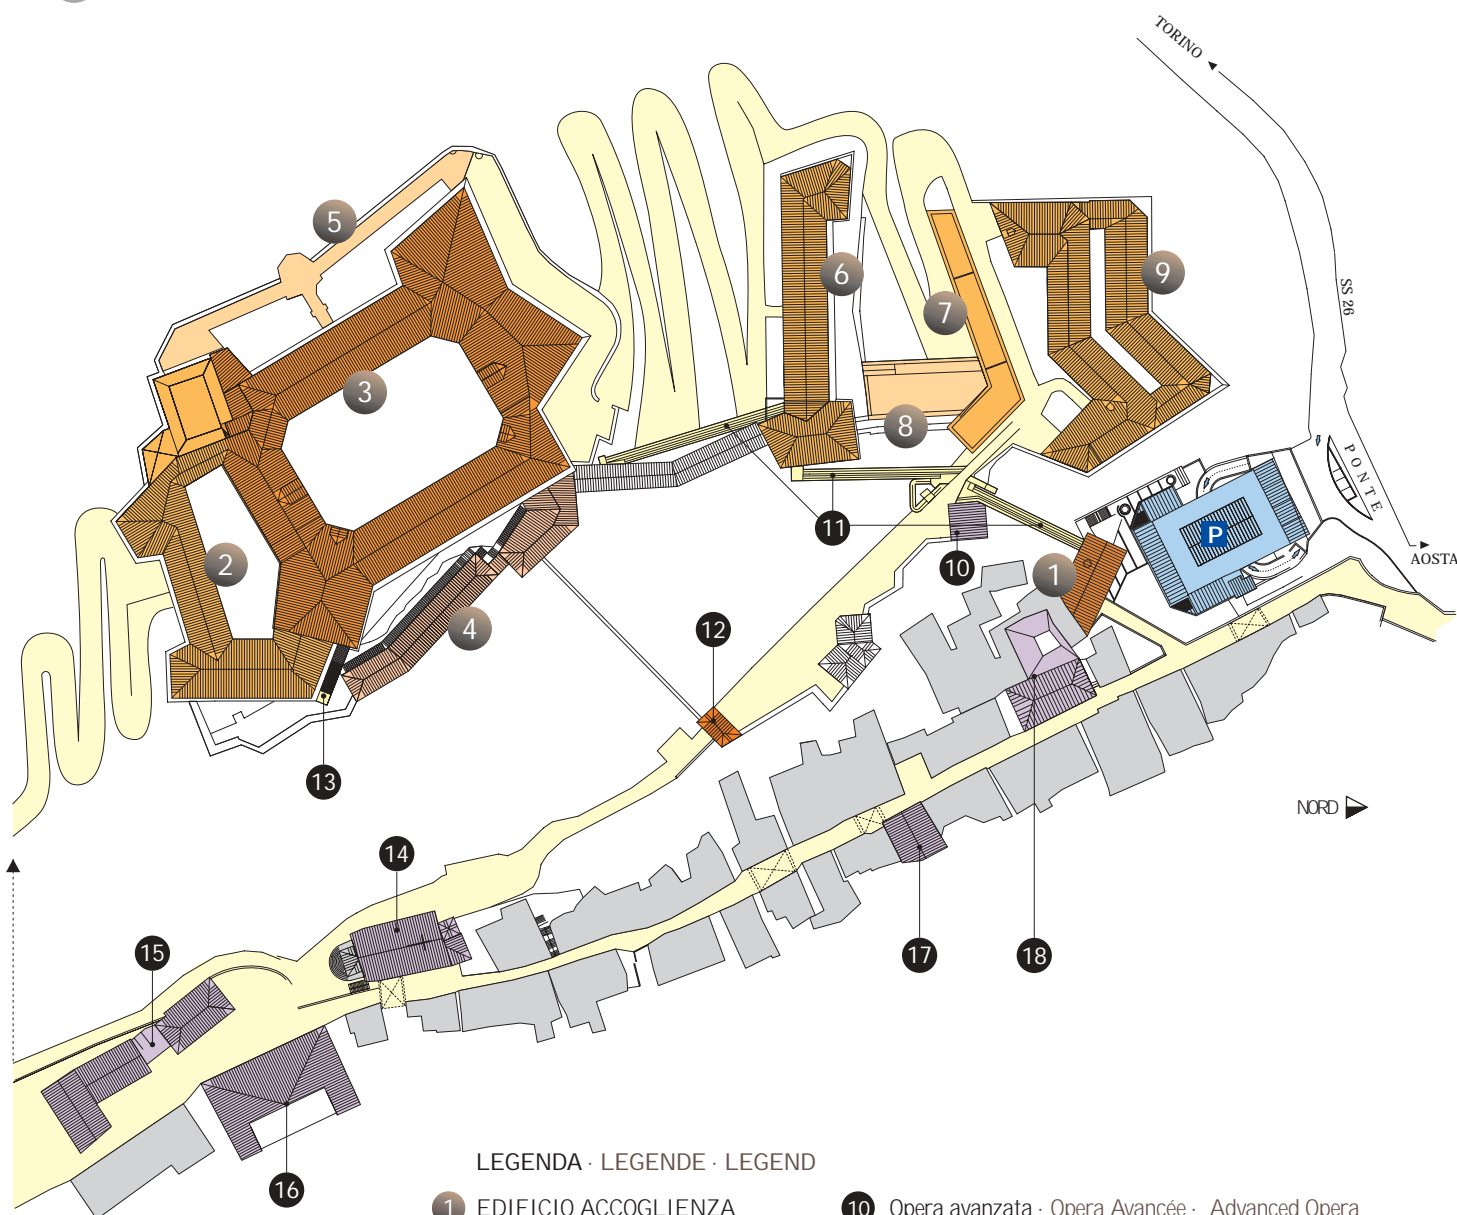 TORINO
SS 26
PONTE
AOSTA
5
3
6
9
7
8
2
11
P
10
1
4
12
13
NORD
14
15
17
18
16
LEGENDA · LEGENDE · LEGEND
1 EDIFICIO ACCOGLIENZA
10 Opera avanzata · Opera Avancée · Advanced Opera